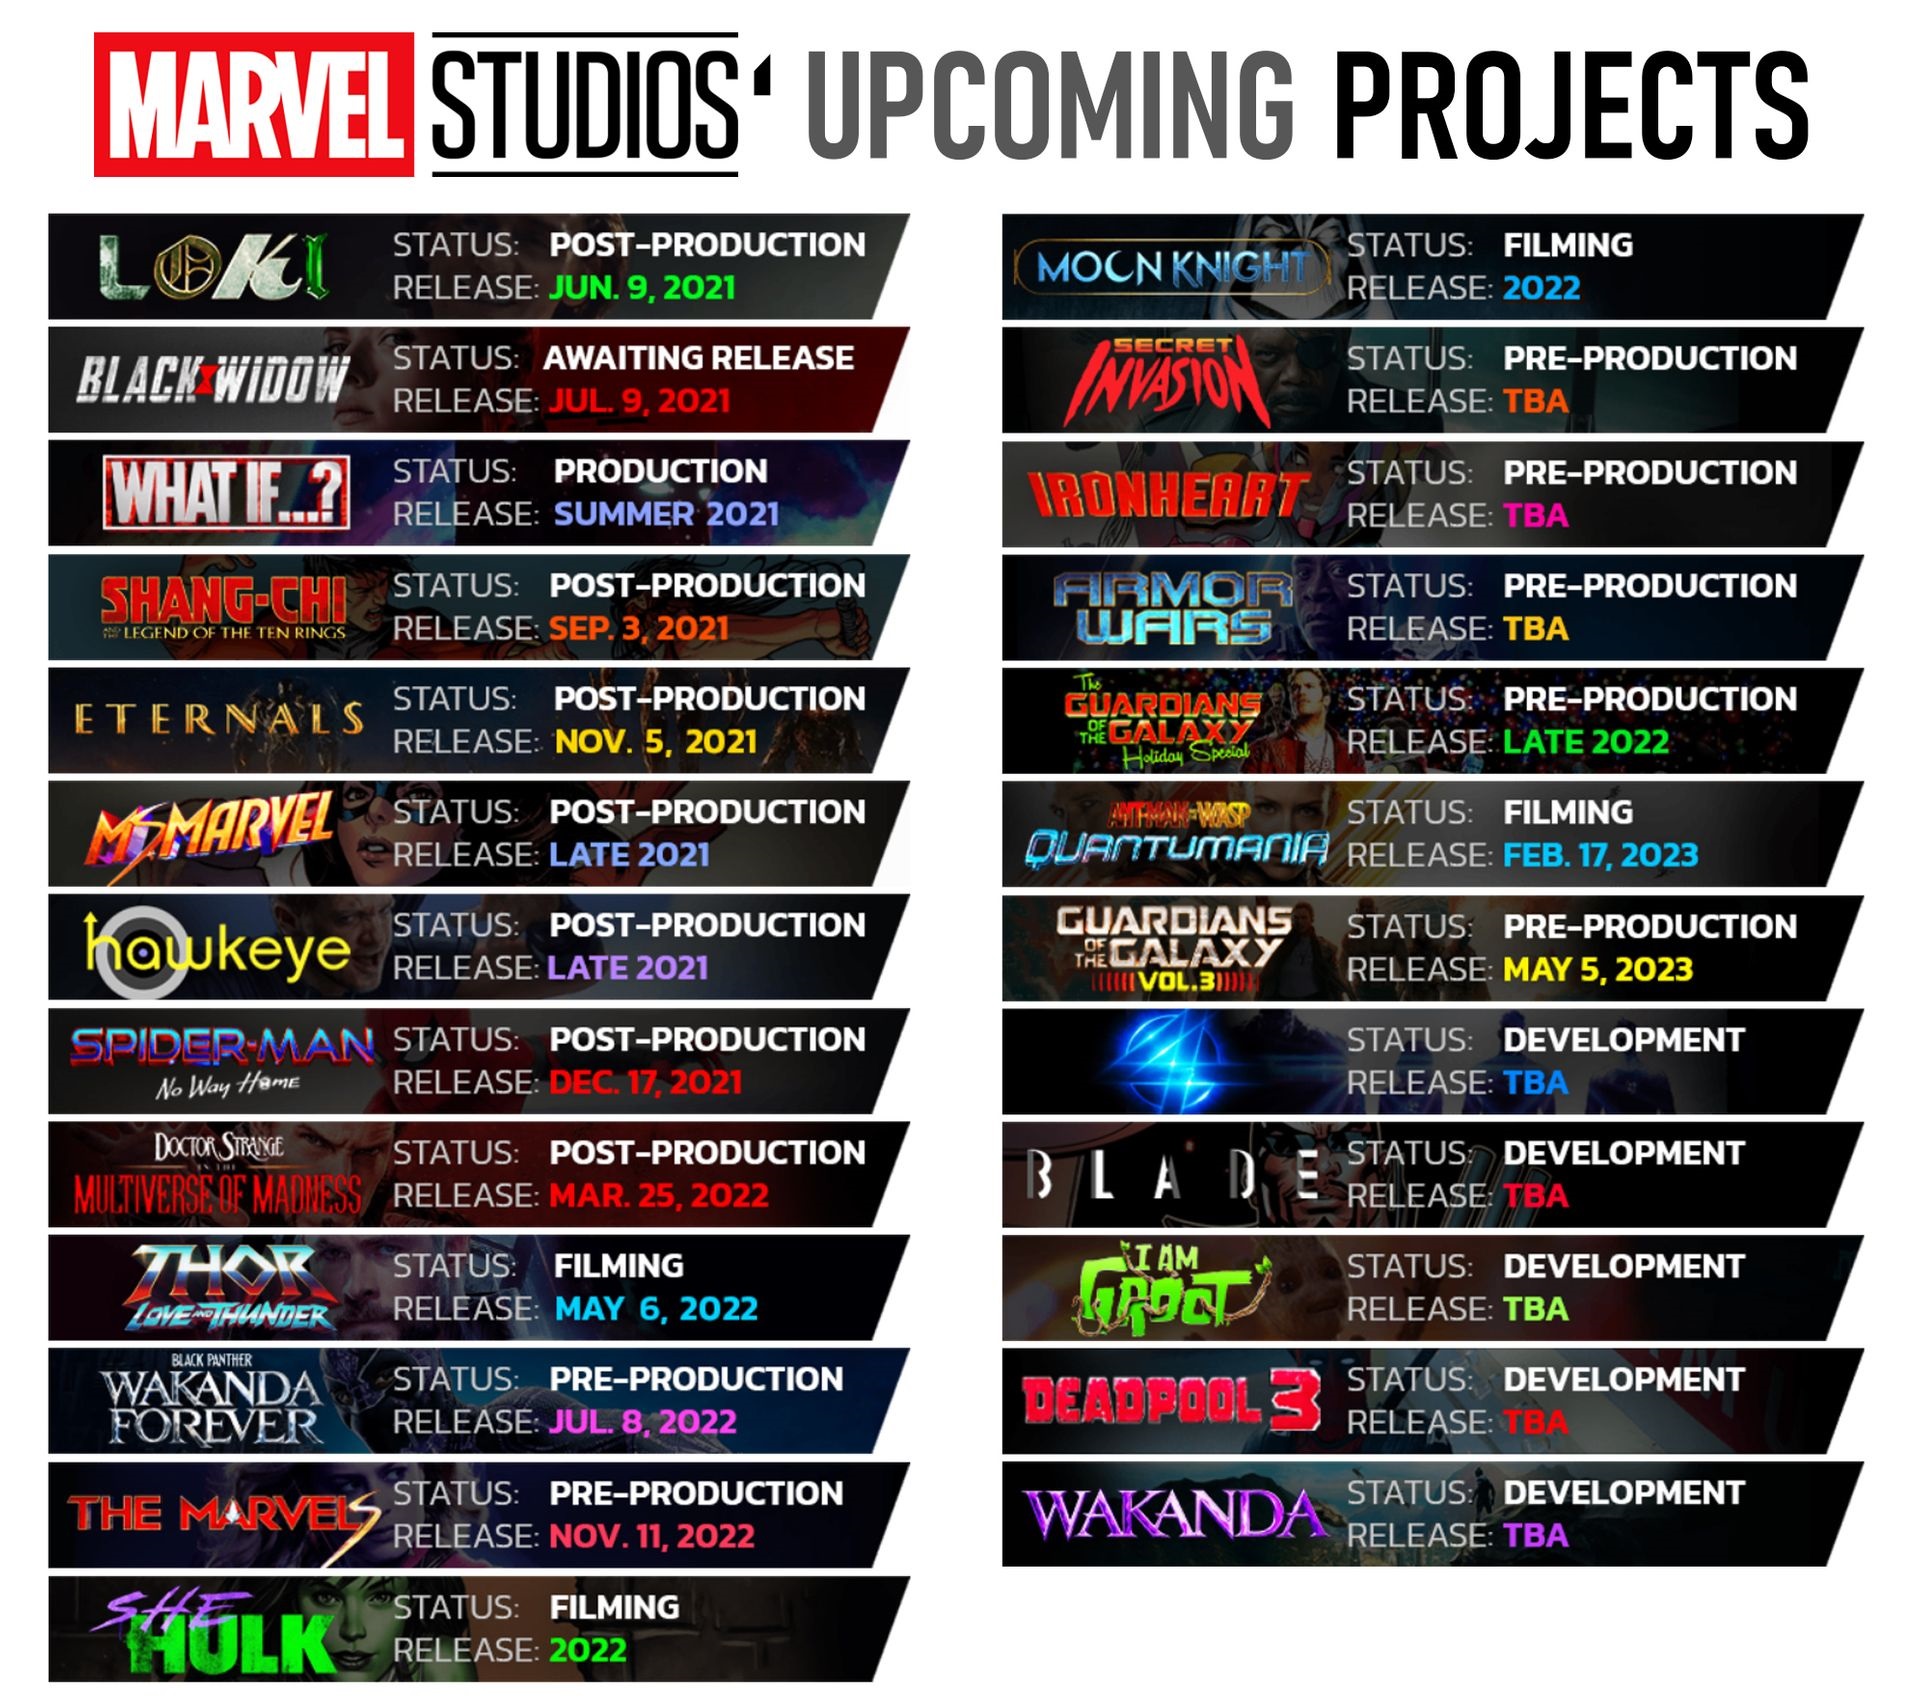 MARVEL STUDIOS' UPCOMING PROJECTS
LOKI
STATUS: POST-PRODUCTION
RELEASE: JUN. 9, 2021
BLACK WIDOW
STATUS: AWAITING RELEASE
RELEASE: JUL. 9, 2021
WHAT IF...?
STATUS: PRODUCTION
RELEASE: SUMMER 2021
SHANG-CHI
AND THE LEGEND OF THE TEN RINGS
STATUS: POST-PRODUCTION
RELEASE: SEP. 3, 2021
ETERNALS
STATUS: POST-PRODUCTION
RELEASE: NOV. 5, 2021
MS MARVEL
STATUS: POST-PRODUCTION
RELEASE: LATE 2021
hawkeye
STATUS: POST-PRODUCTION
RELEASE: LATE 2021
SPIDER-MAN
No Way Home
STATUS: POST-PRODUCTION
RELEASE: DEC. 17, 2021
DOCTOR STRANGE
IN THE
MULTIVERSE OF MADNESS
STATUS: POST-PRODUCTION
RELEASE: MAR. 25, 2022
THOR
LOVE AND THUNDER
STATUS: FILMING
RELEASE: MAY 6, 2022
BLACK PANTHER
WAKANDA
FOREVER
STATUS: PRE-PRODUCTION
RELEASE: JUL. 8, 2022
THE MARVELS
STATUS: PRE-PRODUCTION
RELEASE: NOV. 11, 2022
SHE
HULK
STATUS: FILMING
RELEASE: 2022
MOON KNIGHT
STATUS: FILMING
RELEASE: 2022
SECRET
INVASION
STATUS: PRE-PRODUCTION
RELEASE: TBA
IRONHEART
STATUS: PRE-PRODUCTION
RELEASE: TBA
ARMOR
WARS
STATUS: PRE-PRODUCTION
RELEASE: TBA
The
GUARDIANS
OF THE GALAXY
Holiday Special
STATUS: PRE-PRODUCTION
RELEASE: LATE 2022
ANT-MAN AND THE WASP
QUANTUMANIA
STATUS: FILMING
RELEASE: FEB. 17, 2023
GUARDIANS
OF THE GALAXY
VOL.3
STATUS: PRE-PRODUCTION
RELEASE: MAY 5, 2023
4
STATUS: DEVELOPMENT
RELEASE: TBA
BLADE
STATUS: DEVELOPMENT
RELEASE: TBA
I AM
GROOT
STATUS: DEVELOPMENT
RELEASE: TBA
DEADPOOL 3
STATUS: DEVELOPMENT
RELEASE: TBA
WAKANDA
STATUS: DEVELOPMENT
RELEASE: TBA